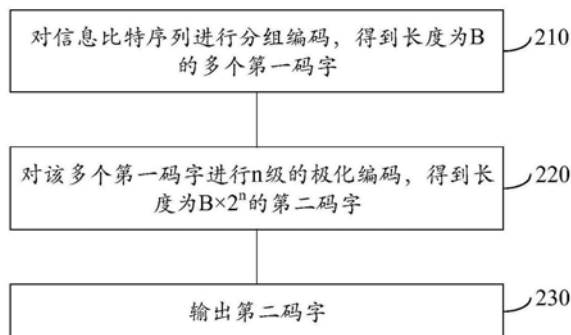 对信息比特序列进行分组编码，得到长度为B
的多个第一码字
210
对该多个第一码字进行n级的极化编码，得到长
度为B×2ⁿ的第二码字
220
输出第二码字
230